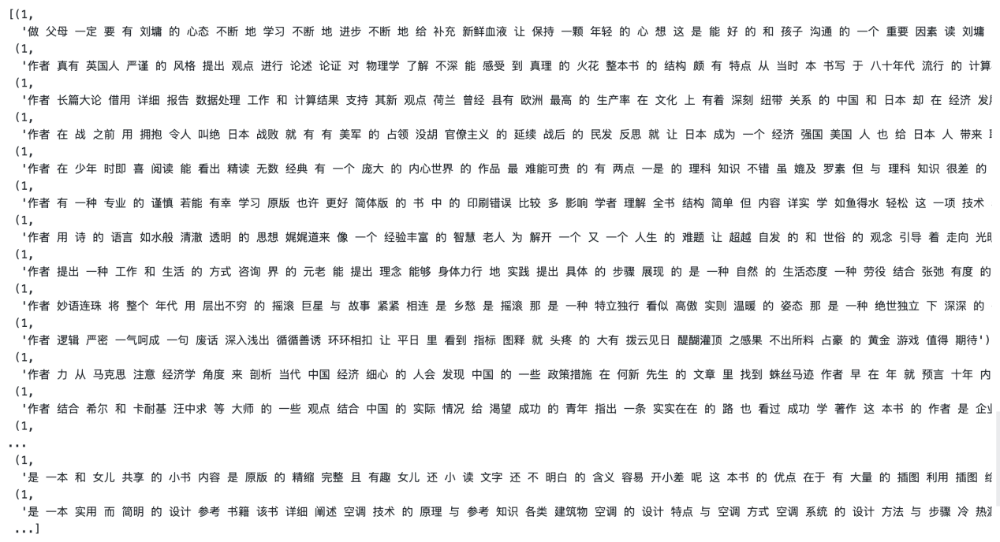 [(1,
'做 父母 一定 要 有 刘墉 的 心态 不断 地 学习 不断 地 进步 不断 地 给 补充 新鲜血液 让 保持 一颗 年轻 的 心 想 这 是 能 好 的 和 孩子 沟通 的 一个 重要 因素 读 刘墉
(1,
'作者 真有 英国人 严谨 的 风格 提出 观点 进行 论述 论证 对 物理学 了解 不深 能 感受 到 真理 的 火花 整本书 的 结构 颇 有 特点 从 当时 本 书写 于 八十年代 流行 的 计算
(1,
'作者 长篇大论 借用 详细 报告 数据处理 工作 和 计算结果 支持 其新 观点 荷兰 曾经 县有 欧洲 最高 的 生产率 在 文化 上 有着 深刻 纽带 关系 的 中国 和 日本 却 在 经济 发
(1,
'作者 在 战 之前 用 拥抱 令人 叫绝 日本 战败 就 有 有 美军 的 占领 没胡 官僚主义 的 延续 战后 的 民发 反思 就 让 日本 成为 一个 经济 强国 美国 人 也 给 日本 人 带来
(1,
'作者 在 少年 时即 喜 阅读 能 看出 精读 无数 经典 有 一个 庞大 的 内心世界 的 作品 最 难能可贵 的 有 两点 一是 的 理科 知识 不错 虽 媲及 罗素 但 与 理科 知识 很差 的
(1,
'作者 有 一种 专业 的 谨慎 若能 有幸 学习 原版 也许 更好 简体版 的 书 中 的 印刷错误 比较 多 影响 学者 理解 全书 结构 简单 但 内容 详实 学 如鱼得水 轻松 这 一项 技术
(1,
'作者 用 诗 的 语言 如水般 清澈 透明 的 思想 娓娓道来 像 一个 经验丰富 的 智慧 老人 为 解开 一个 又 一个 人生 的 难题 让 超越 自发 的 和 世俗 的 观念 引导 着 走向 光明
(1,
'作者 提出 一种 工作 和 生活 的 方式 咨询 界 的 元老 能 提出 理念 能够 身体力行 地 实践 提出 具体 的 步骤 展现 的 是 一种 自然 的 生活态度 一种 劳役 结合 张弛 有度 的
(1,
'作者 妙语连珠 将 整个 年代 用 层出不穷 的 摇滚 巨星 与 故事 紧紧 相连 是 乡愁 是 摇滚 那是 一种 特立独行 看似 高傲 实则 温暖 的 姿态 那 是 一种 绝世独立 下 深深 的
(1,
'作者 逻辑 严密 一气呵成 一句 废话 深入浅出 循循善诱 环环相扣 让 平日 里 看到 指标 图释 就 头疼 的 大有 拨云见日 醍醐灌顶 之感果 不出所料 占豪 的 黄金 游戏 值得 期待')
(1,
'作者 力 从 马克思 注意 经济学 角度 来 剖析 当代 中国 经济 细心 的 人会 发现 中国 的 一些 政策措施 在 何新 先生 的 文章 里 找到 蛛丝马迹 作者 早 在 年 就 预言 十年 内
(1,
'作者 结合 希尔 和 卡耐基 汪中求 等 大师 的 一些 观点 结合 中国 的 实际 情况 给 渴望 成功 的 青年 指出 一条 实实在在 的 路 也 看过 成功 学 著作 这 本书 的 作者 是 企业
(1,
...
(1,
'是 一本 和 女儿 共享 的 小书 内容 是 原版 的 精缩 完整 且 有趣 女儿 还 小 读 文字 还 不 明白 的 含义 容易 开小差 呢 这 本书 的 优点 在于 有 大量 的 插图 利用 插图 给
(1,
'是 一本 实用 而 简明 的 设计 参考 书籍 该书 详细 阐述 空调 技术 的 原理 与 参考 知识 各类 建筑物 空调 的 设计 特点 与 空调 方式 空调 系统 的 设计 方法 与 步骤 冷 热源
...]